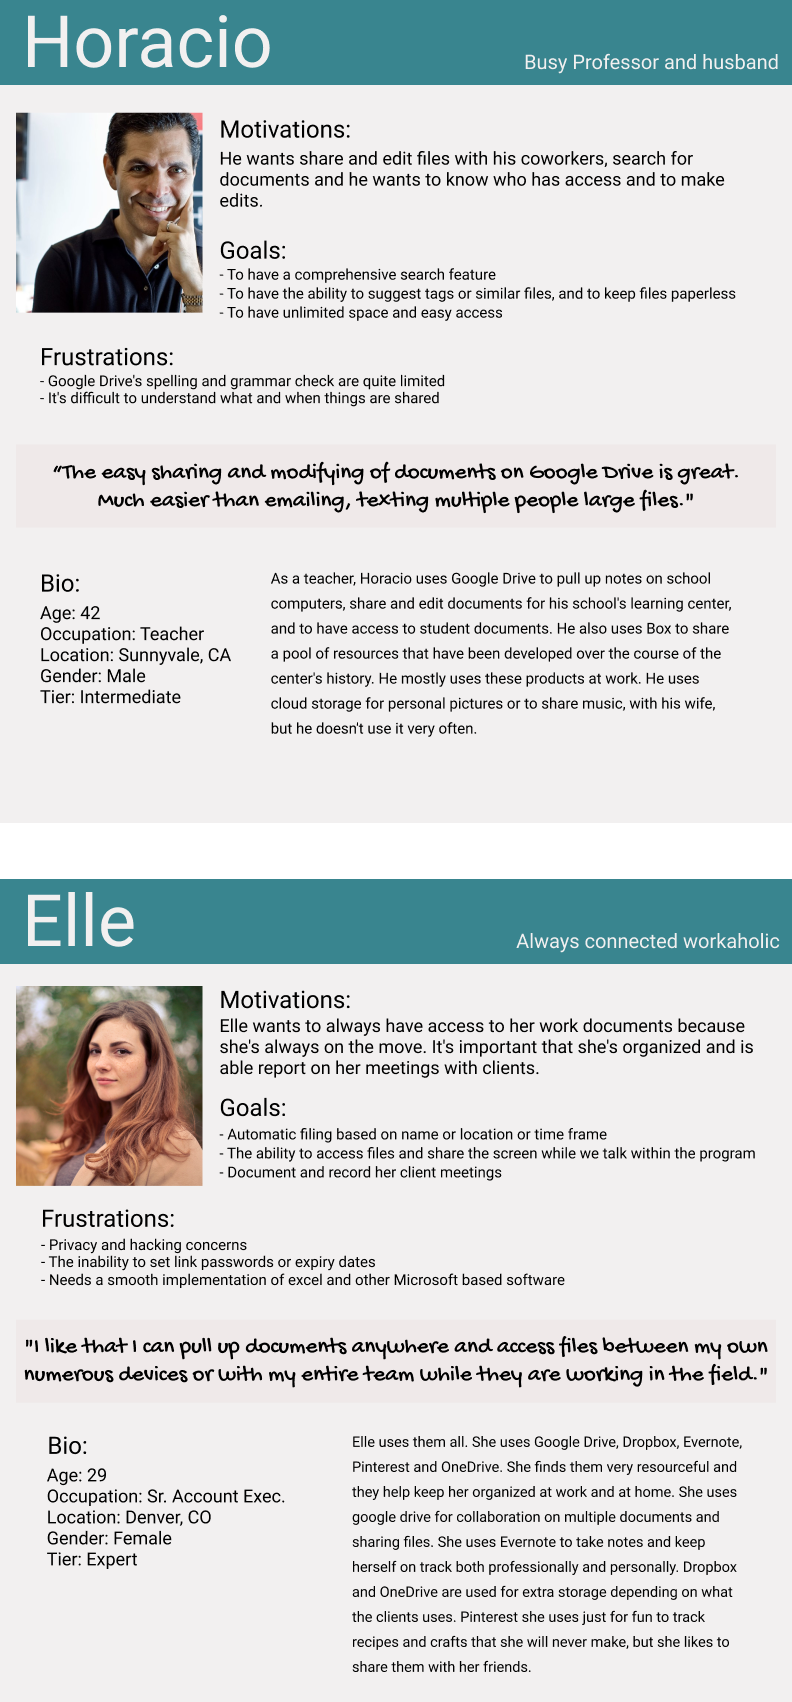 Horacio
Busy Professor and husband
Motivations:
He wants share and edit files with his coworkers, search for
documents and he wants to know who has access and to make
edits.
Goals:
- To have a comprehensive search feature
- To have the ability to suggest tags or similar files, and to keep files paperless
- To have unlimited space and easy access
Frustrations:
- Google Drive's spelling and grammar check are quite limited
- It's difficult to understand what and when things are shared
“The easy sharing and modifying of documents on Google Drive is great.
Much easier than emailing, texting multiple people large files."
Bio:
Age: 42
Occupation: Teacher
Location: Sunnyvale, CA
Gender: Male
Tier: Intermediate
As a teacher, Horacio uses Google Drive to pull up notes on school
computers, share and edit documents for his school's learning center,
and to have access to student documents. He also uses Box to share
a pool of resources that have been developed over the course of the
center's history. He mostly uses these products at work. He uses
cloud storage for personal pictures or to share music, with his wife,
but he doesn't use it very often.
Elle
Always connected workaholic
Motivations:
Elle wants to always have access to her work documents because
she's always on the move. It's important that she's organized and is
able report on her meetings with clients.
Goals:
- Automatic filing based on name or location or time frame
- The ability to access files and share the screen while we talk within the program
- Document and record her client meetings
Frustrations:
- Privacy and hacking concerns
- The inability to set link passwords or expiry dates
- Needs a smooth implementation of excel and other Microsoft based software
"I like that I can pull up documents anywhere and access files between my own
numerous devices or with my entire team while they are working in the field."
Bio:
Age: 29
Occupation: Sr. Account Exec.
Location: Denver, CO
Gender: Female
Tier: Expert
Elle uses them all. She uses Google Drive, Dropbox, Evernote,
Pinterest and OneDrive. She finds them very resourceful and
they help keep her organized at work and at home. She uses
google drive for collaboration on multiple documents and
sharing files. She uses Evernote to take notes and keep
herself on track both professionally and personally. Dropbox
and OneDrive are used for extra storage depending on what
the clients uses. Pinterest she uses just for fun to track
recipes and crafts that she will never make, but she likes to
share them with her friends.